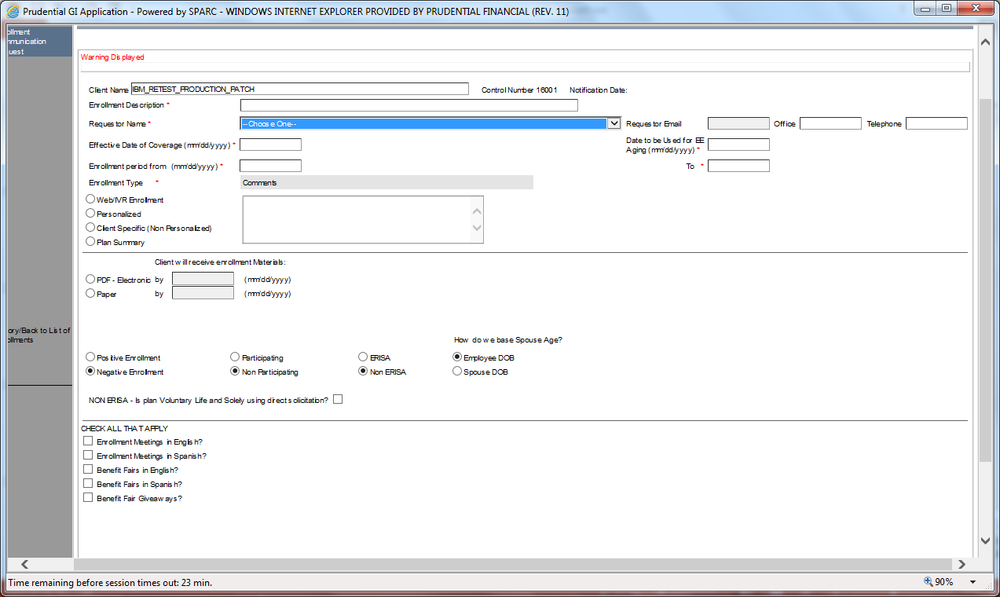 Prudential GI Application - Powered by SPARC - WINDOWS INTERNET EXPLORER PROVIDED BY PRUDENTIAL FINANCIAL (REV. 11)
ollment
mmunication
uest
Warning Displayed
Client Name IBM_RETEST_PRODUCTION_PATCH Control Number 16001 Notification Date:
Enrollment Description *
Requestor Name * --Choose One-- Requestor Email Office Telephone
Effective Date of Coverage (mm/dd/yyyy) * Date to be Used for EE
Aging (mm/dd/yyyy) *
Enrollment period from (mm/dd/yyyy) * To *
Enrollment Type * Comments
Web/IVR Enrollment
Personalized
Client Specific (Non Personalized)
Plan Summary
Client will receive enrollment Materials:
PDF - Electronic by (mm/dd/yyyy)
Paper by (mm/dd/yyyy)
ory/Back to List of
ollments
How do we base Spouse Age?
Positive Enrollment Participating ERISA Employee DOB
Negative Enrollment Non Participating Non ERISA Spouse DOB
NON ERISA - Is plan Voluntary Life and Solely using direct solicitation?
CHECK ALL THAT APPLY
Enrollment Meetings in English?
Enrollment Meetings in Spanish?
Benefit Fairs in English?
Benefit Fairs in Spanish?
Benefit Fair Giveaways?
Time remaining before session times out: 23 min. 90%